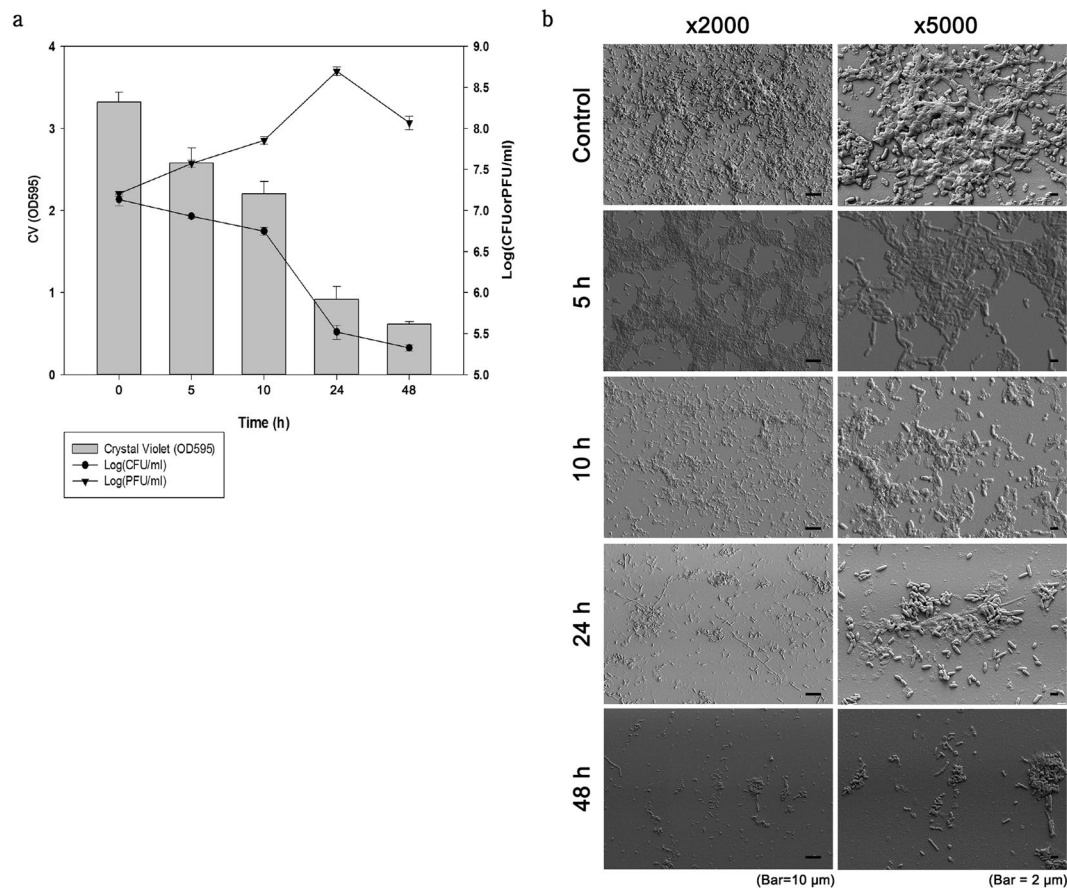 a
4
3
2
1
0
CV (OD595)
9.0
8.5
8.0
7.5
7.0
6.5
6.0
5.5
5.0
Log(CFUorPFU/ml)
0 5 10 24 48
Time (h)
Crystal Violet (OD595)
Log(CFU/ml)
Log(PFU/ml)
b
x2000 x5000
Control
5 h
10 h
24 h
48 h
(Bar=10 μm) (Bar = 2 μm)